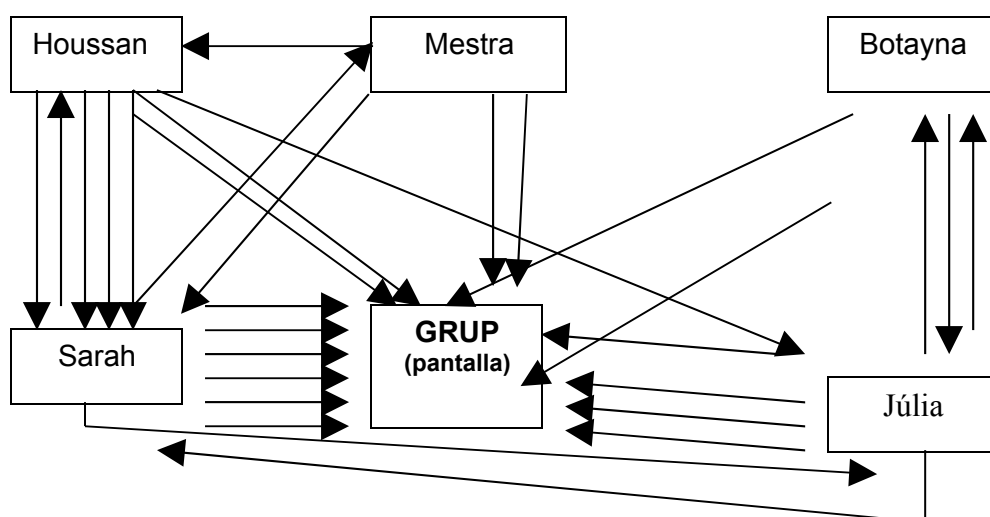 Houssan
Mestra
Botayna
Sarah
GRUP
(pantalla)
Júlia